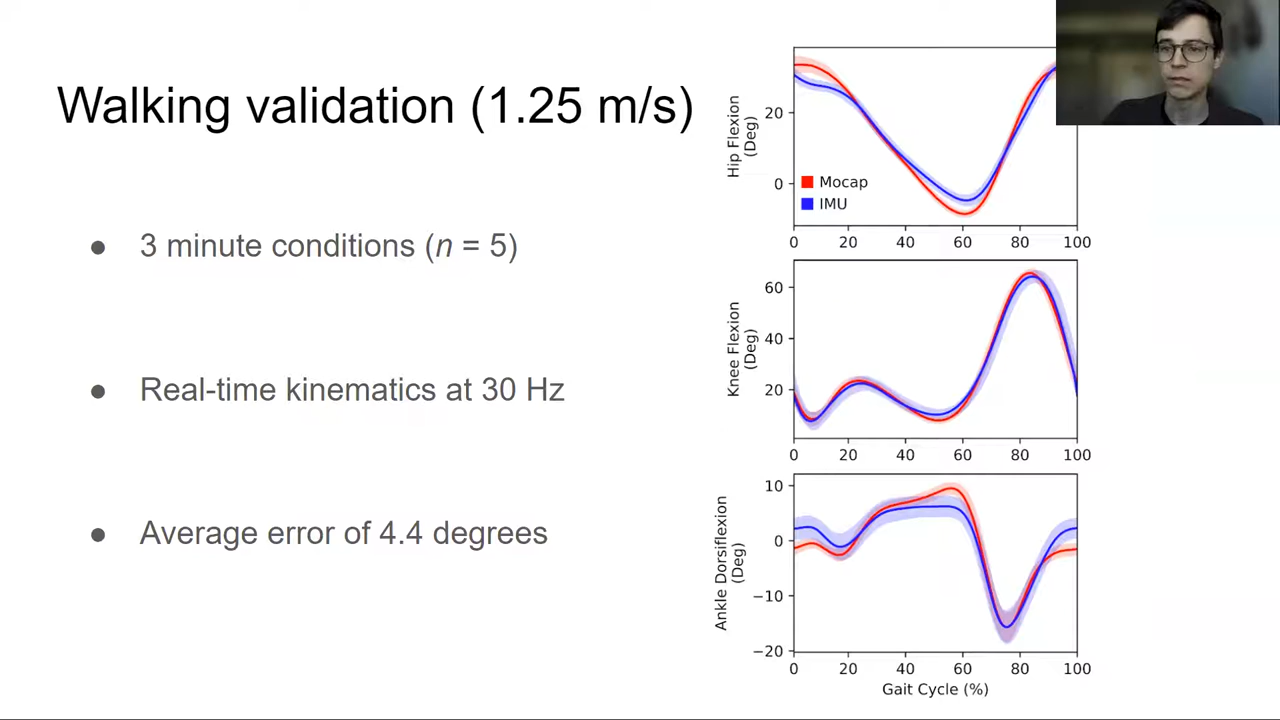 Walking validation (1.25 m/s)
● 3 minute conditions (n = 5)
● Real-time kinematics at 30 Hz
● Average error of 4.4 degrees
Hip Flexion
(Deg)
20
0
Mocap
IMU
0 20 40 60 80 100
Knee Flexion
(Deg)
60
40
20
0 20 40 60 80 100
Ankle Dorsiflexion
(Deg)
10
0
−10
−20
0 20 40 60 80 100
Gait Cycle (%)